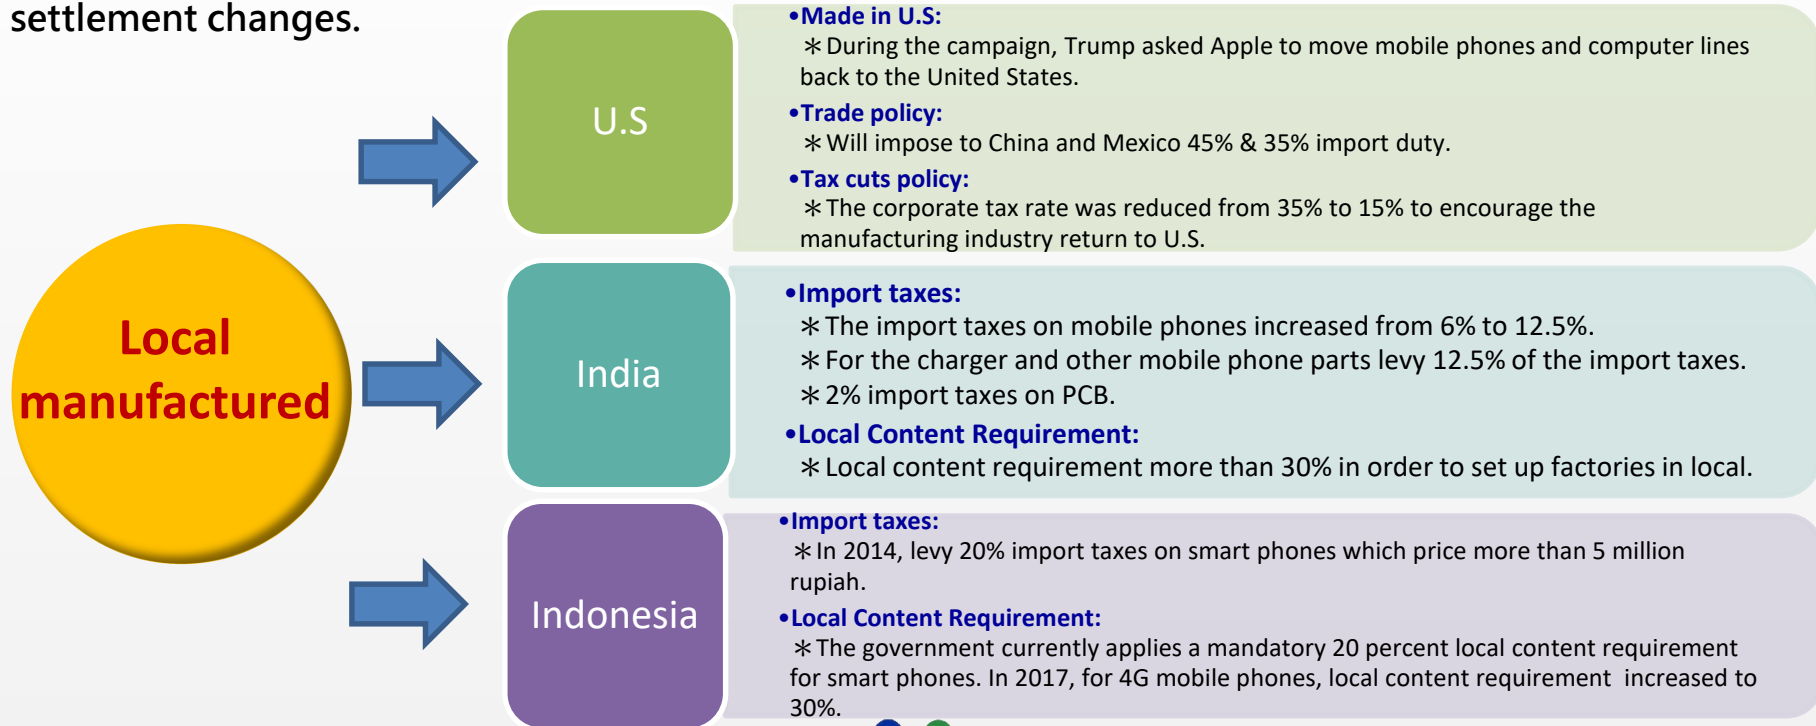 settlement changes.
Local
manufactured
U.S
•Made in U.S:
＊During the campaign, Trump asked Apple to move mobile phones and computer lines
back to the United States.
•Trade policy:
＊Will impose to China and Mexico 45% & 35% import duty.
•Tax cuts policy:
＊The corporate tax rate was reduced from 35% to 15% to encourage the
manufacturing industry return to U.S.
India
•Import taxes:
＊The import taxes on mobile phones increased from 6% to 12.5%.
＊For the charger and other mobile phone parts levy 12.5% of the import taxes.
＊2% import taxes on PCB.
•Local Content Requirement:
＊Local content requirement more than 30% in order to set up factories in local.
Indonesia
•Import taxes:
＊In 2014, levy 20% import taxes on smart phones which price more than 5 million
rupiah.
•Local Content Requirement:
＊The government currently applies a mandatory 20 percent local content requirement
for smart phones. In 2017, for 4G mobile phones, local content requirement increased to
30%.